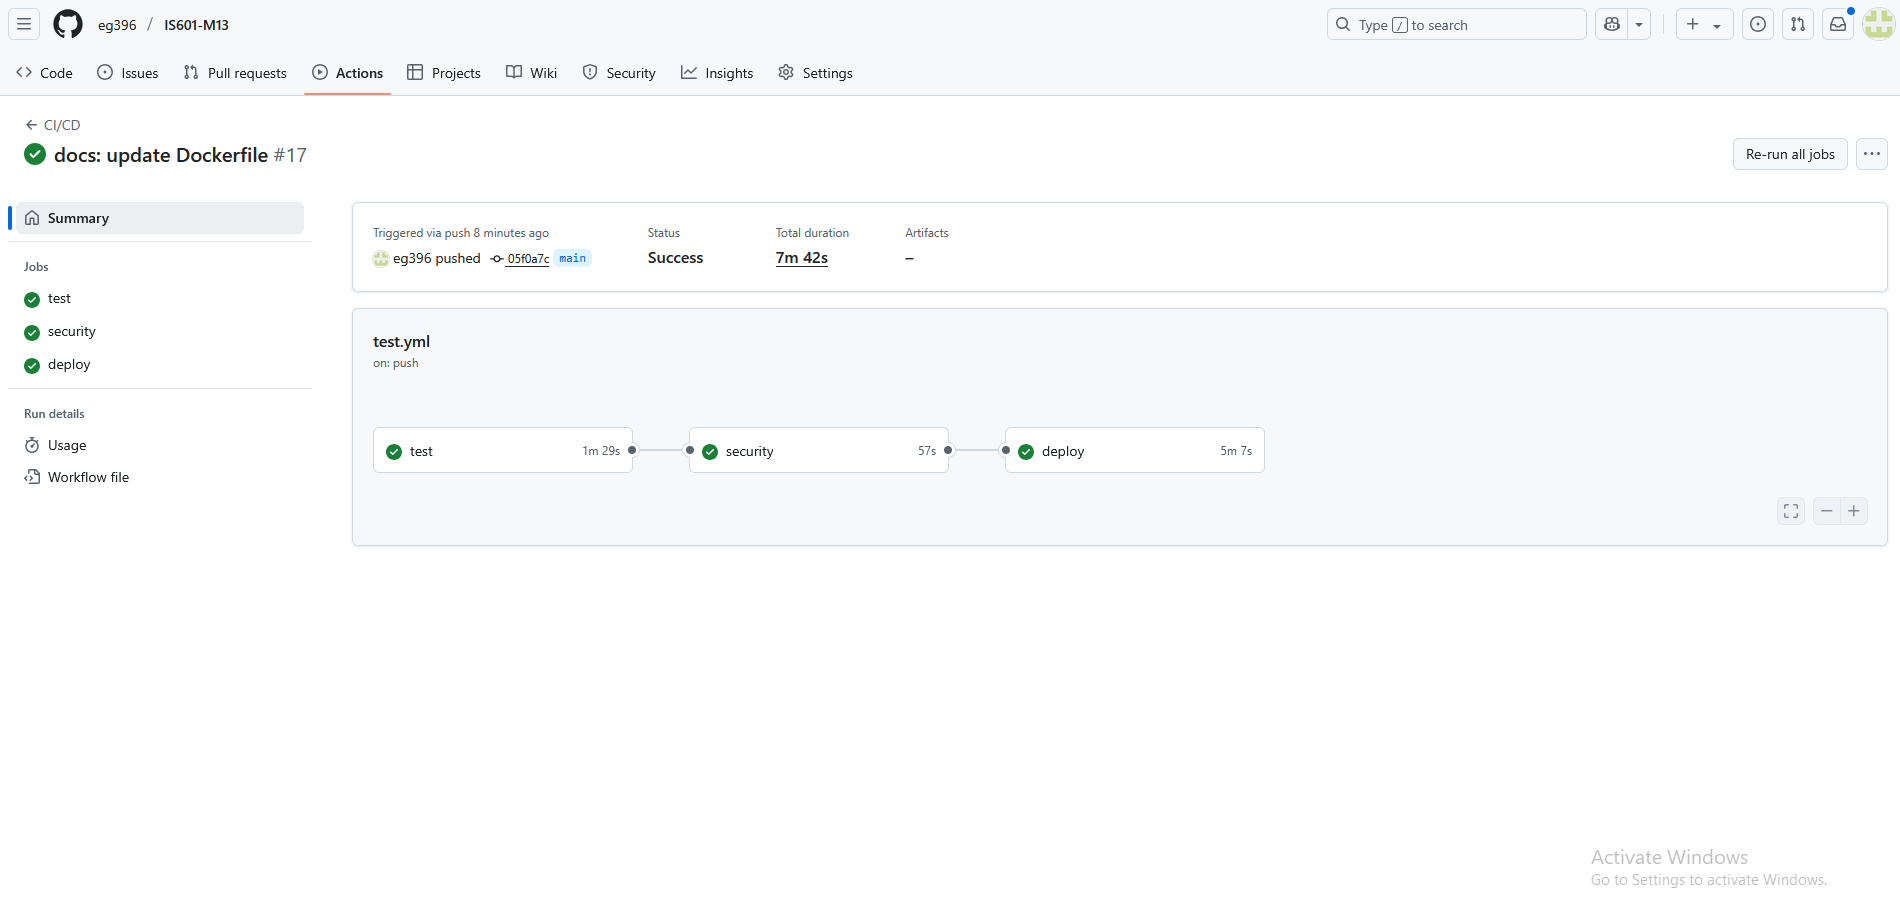 eg396 / IS601-M13
Type / to search
Code Issues Pull requests Actions Projects Wiki Security Insights Settings
CI/CD
docs: update Dockerfile #17
Re-run all jobs
Summary
Jobs
test
security
deploy
Run details
Usage
Workflow file
Triggered via push 8 minutes ago
eg396 pushed 05f0a7c main
Status
Success
Total duration
7m 42s
Artifacts
–
test.yml
on: push
test 1m 29s
security 57s
deploy 5m 7s
Activate Windows
Go to Settings to activate Windows.